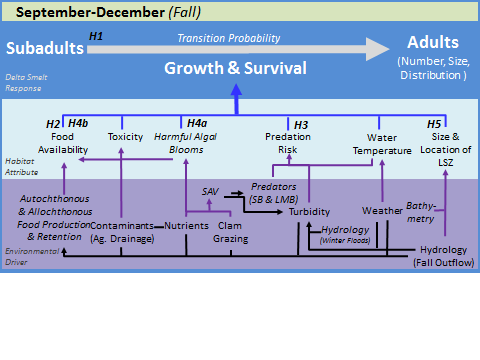 September-December (Fall)
H1
Subadults
Transition Probability
Adults
Growth & Survival
(Number, Size,
Distribution )
Delta Smelt
Response
H2
H4b
H4a
H3
H5
Food
Availability
Toxicity
Harmful Algal
Blooms
Predation
Risk
Water
Temperature
Size &
Location of
LSZ
Habitat
Attribute
Autochthonous
& Allochthonous
Food Production
& Retention
SAV
Predators
(SB & LMB)
Contaminants
(Ag. Drainage)
Nutrients
Clam
Grazing
Turbidity
Weather
Bathy-
metry
Hydrology
(Winter Floods)
Hydrology
(Fall Outflow)
Environmental
Driver